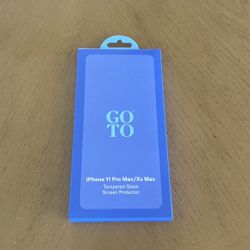 GO
TO
iPhone 11 Pro Max/Xs Max
Tempered Glass
Screen Protector